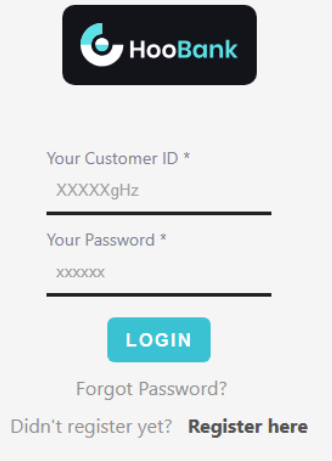 HooBank
Your Customer ID *
XXXXXgHz
Your Password *
xxxxxx
LOGIN
Forgot Password?
Didn't register yet? Register here